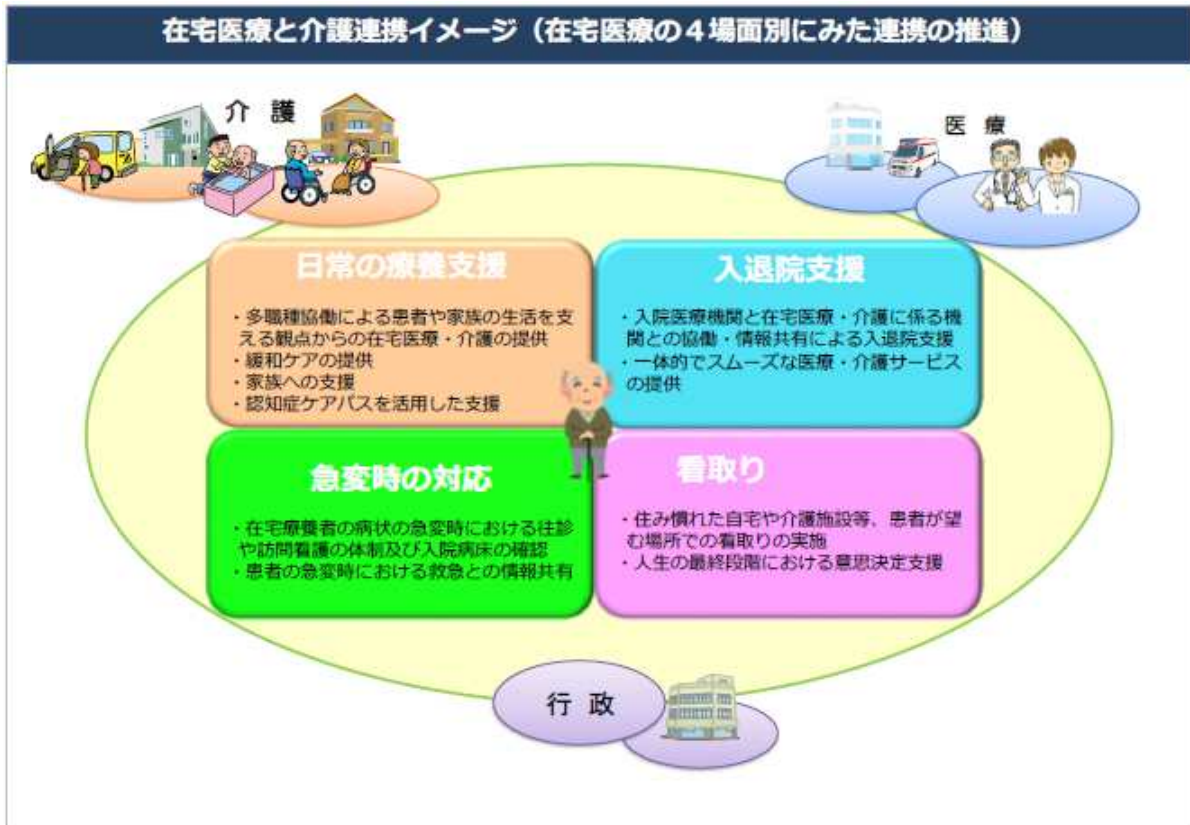 在宅医療と介護連携イメージ（在宅医療の４場面別にみた連携の推進）
介 護
医 療
日常の療養支援
・多職種協働による患者や家族の生活を支
える観点からの在宅医療・介護の提供
・緩和ケアの提供
・家族への支援
・認知症ケアパスを活用した支援
入退院支援
・入院医療機関と在宅医療・介護に係る機
関との協働・情報共有による入退院支援
・一体的でスムーズな医療・介護サービス
の提供
急変時の対応
・在宅療養者の病状の急変時における往診
や訪問看護の体制及び入院病床の確認
・患者の急変時における救急との情報共有
看取り
・住み慣れた自宅や介護施設等、患者が望
む場所での看取りの実施
・人生の最終段階における意思決定支援
行 政